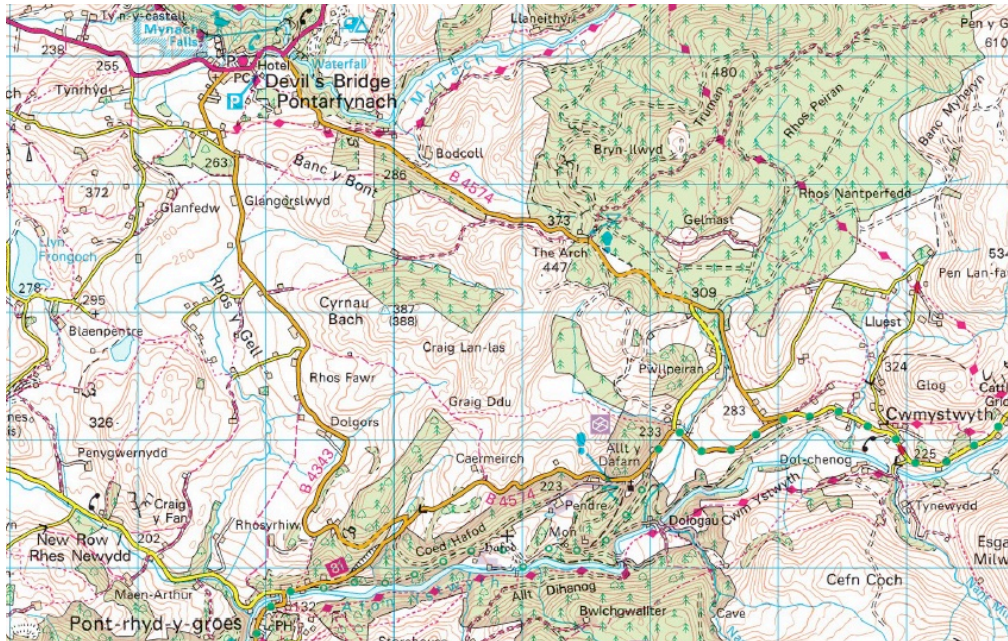 Ty'n-y-castell
Llaneithyr
Pen y G
Mynach
Falls
238
610
255
P
Hotel
Waterfall
PC
Devil's Bridge
480
Tynrhyd
P
Pontarfynach
Mynach
Truman
Rhos Peiran
Banc Myheryn
Bryn-llwyd
263
Banc y Bont
Bodcoll
286
B 4574
372
Glanfedw
Glangorslwyd
Rhos Nantperfedd
Gelmast
373
260
Llyn
Frongoch
The Arch
447
534
Pen Lan-fa
278
309
295
Rhos y Gell
Cyrnau
Bach
387
(388)
Lluest
Blaenpentre
Craig Lan-las
Pwllpeiran
324
Rhos Fawr
Glog
Graig Ddu
283
Cwmystwyth
326
Dolgors
233
Penygwernydd
B 4343
Caermeirch
Allt y
Dafarn
Dol-chenog
225
223
B 4574
Craig
y Fan
Rhosyrhiw
Pendre
Dologau
Cwm Ystwyth
Tynewydd
New Row /
Rhes Newydd
202
Coed Hafod
Hafod
Esga
Milw
81
Maen-Arthur
Allt Dihanog
Cefn Coch
132
Pont-rhyd-y-groes
PH
Bwlchgwallter
Cave